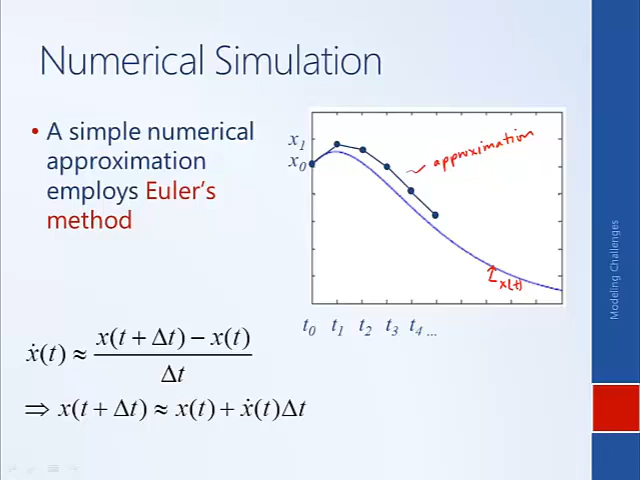 Numerical Simulation
• A simple numerical
approximation
employs Euler's
method
x₁
x₀
approximation
x(t)
t₀ t₁ t₂ t₃ t₄ ...
ẋ(t) ≈ (x(t + Δt) − x(t)) / Δt
⇒ x(t + Δt) ≈ x(t) + ẋ(t)Δt
Modeling Challenges